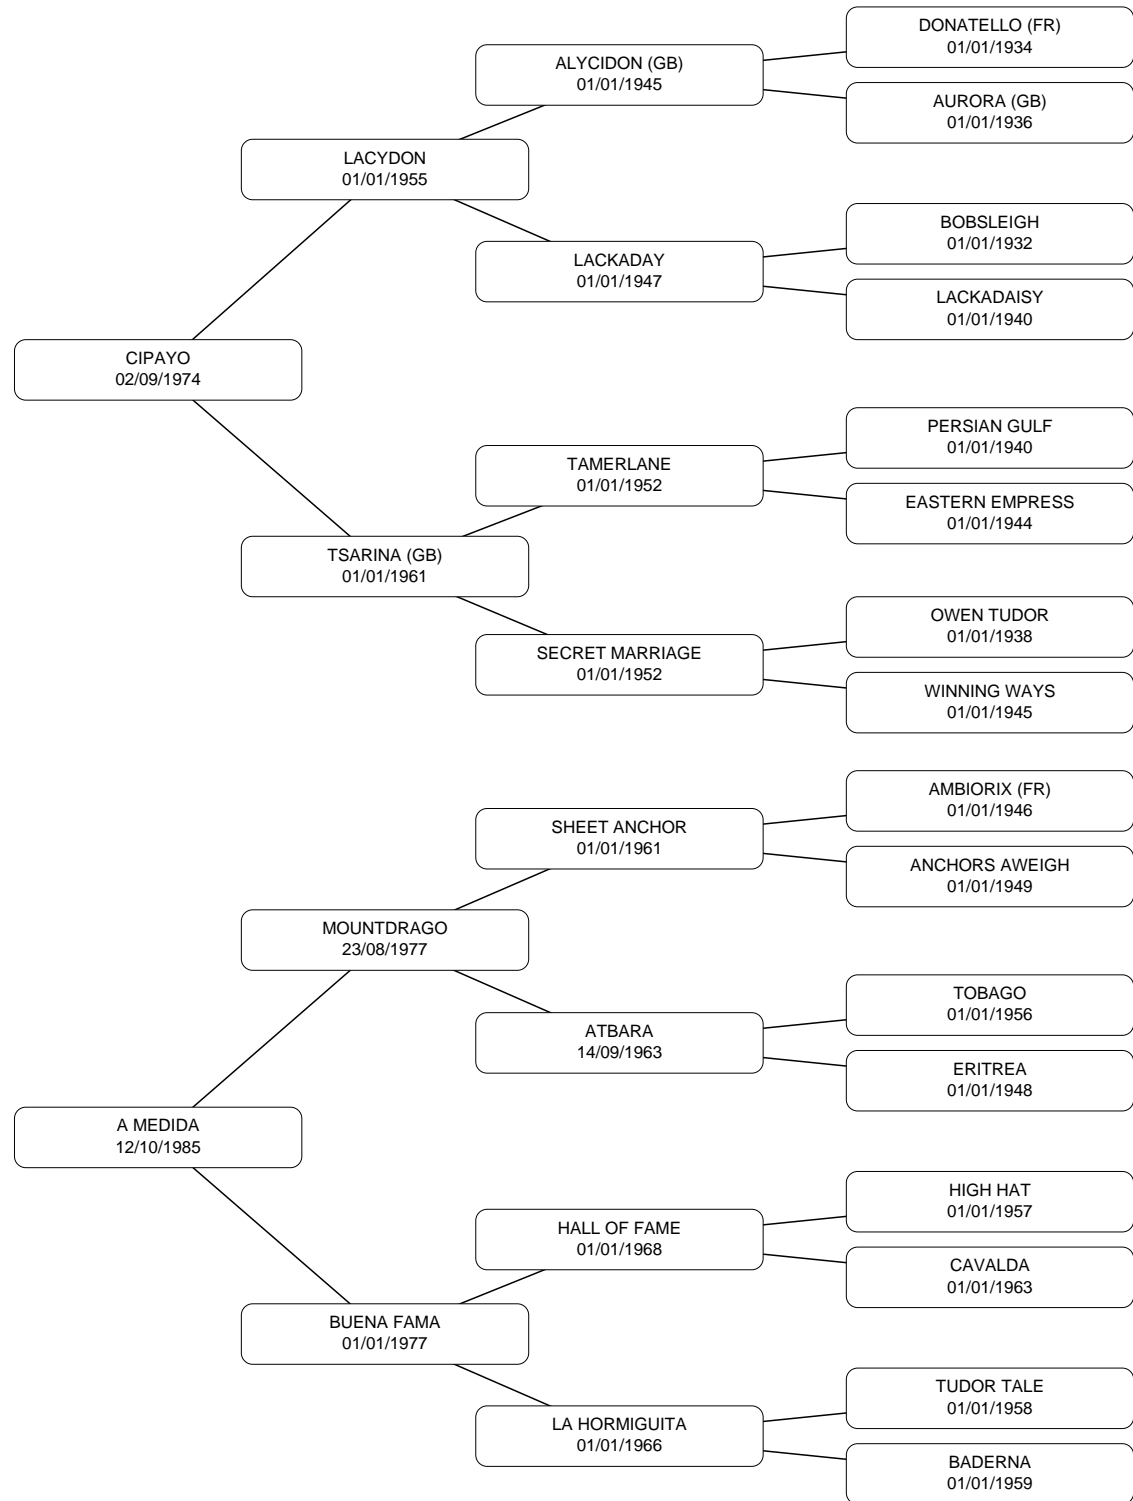 DONATELLO (FR)
01/01/1934
ALYCIDON (GB)
01/01/1945
AURORA (GB)
01/01/1936
LACYDON
01/01/1955
BOBSLEIGH
01/01/1932
LACKADAY
01/01/1947
LACKADAISY
01/01/1940
CIPAYO
02/09/1974
PERSIAN GULF
01/01/1940
TAMERLANE
01/01/1952
EASTERN EMPRESS
01/01/1944
TSARINA (GB)
01/01/1961
OWEN TUDOR
01/01/1938
SECRET MARRIAGE
01/01/1952
WINNING WAYS
01/01/1945
AMBIORIX (FR)
01/01/1946
SHEET ANCHOR
01/01/1961
ANCHORS AWEIGH
01/01/1949
MOUNTDRAGO
23/08/1977
TOBAGO
01/01/1956
ATBARA
14/09/1963
ERITREA
01/01/1948
A MEDIDA
12/10/1985
HIGH HAT
01/01/1957
HALL OF FAME
01/01/1968
CAVALDA
01/01/1963
BUENA FAMA
01/01/1977
TUDOR TALE
01/01/1958
LA HORMIGUITA
01/01/1966
BADERNA
01/01/1959